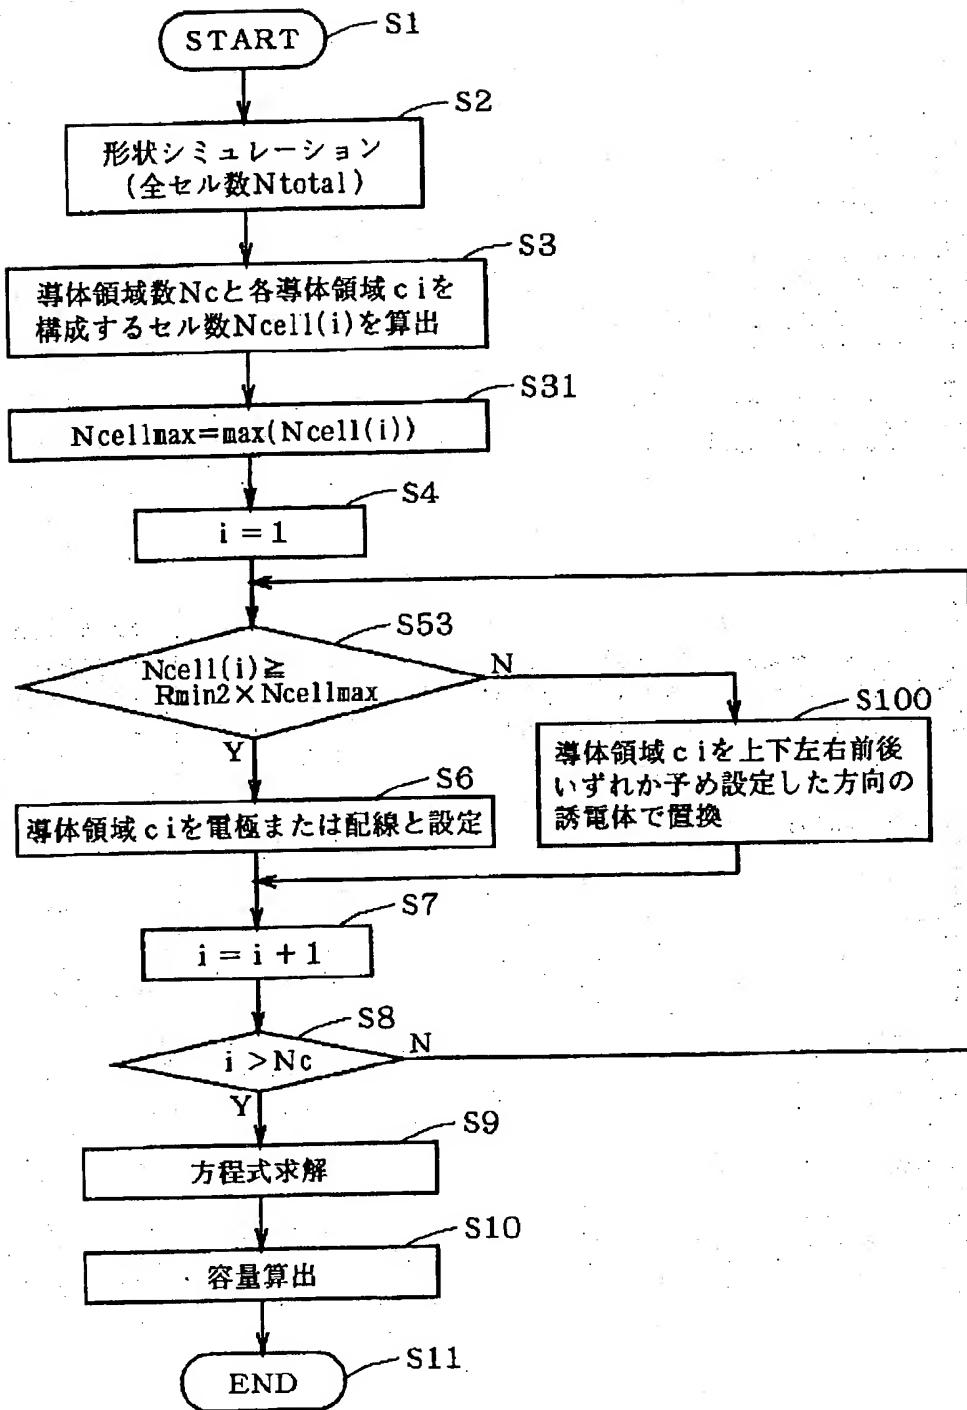 START
S1
S2
形状シミュレーション
(全セル数Ntotal)
S3
導体領域数Ncと各導体領域ciを
構成するセル数Ncell(i)を算出
S31
Ncellmax=max(Ncell(i))
S4
i=1
S53
Ncell(i)≧
Rmin2×Ncellmax
N
Y
S100
導体領域ciを上下左右前後
いずれか予め設定した方向の
誘電体で置換
S6
導体領域ciを電極または配線と設定
S7
i=i+1
S8
i>Nc
N
Y
S9
方程式求解
S10
容量算出
S11
END